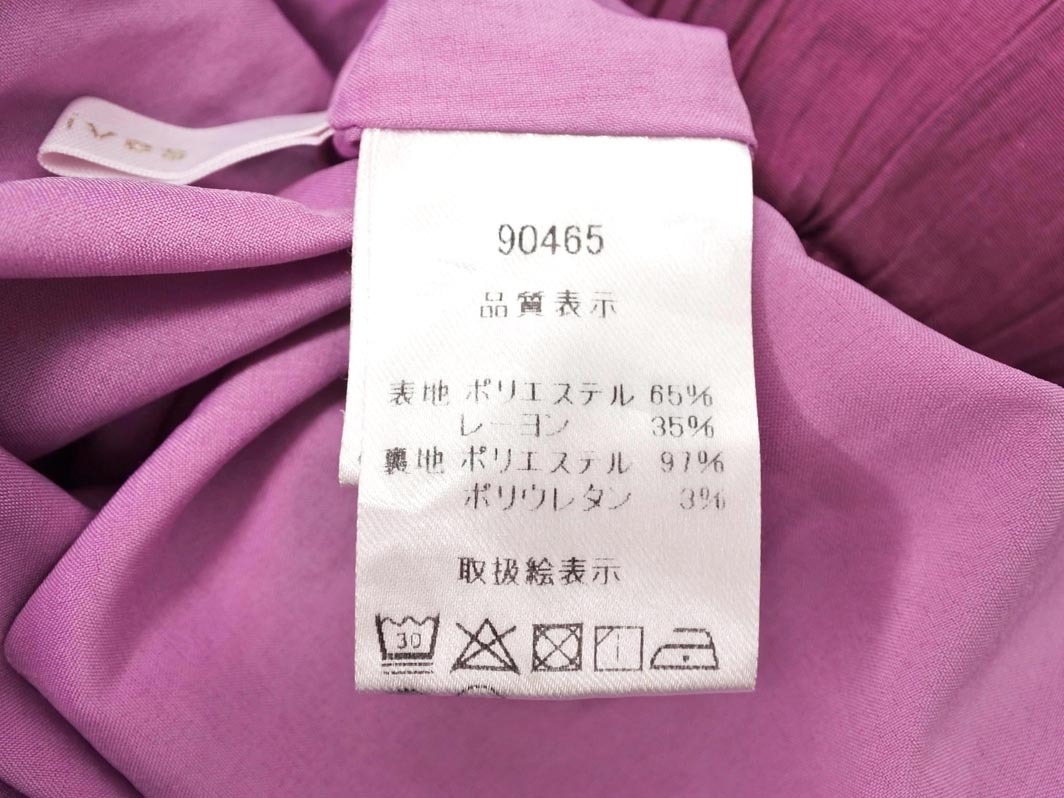 90465
品質表示
表地 ポリエステル 65%
レーヨン 35%
裏地 ポリエステル 97%
ポリウレタン 3%
取扱絵表示
30